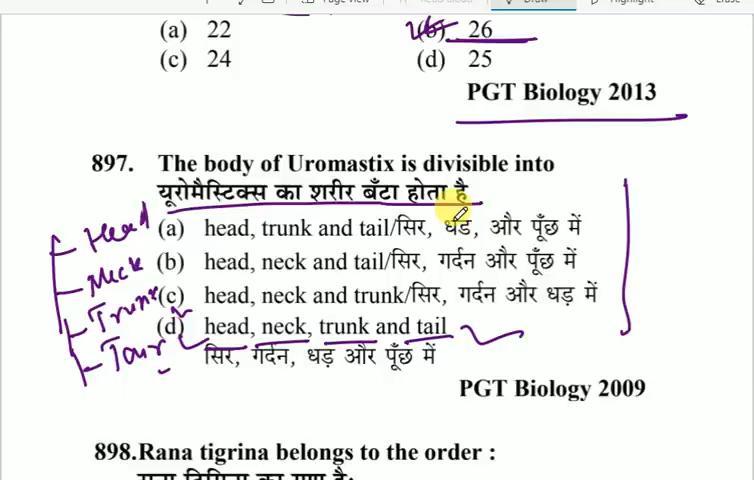 (a) 22 (b) 26
(c) 24 (d) 25
PGT Biology 2013
897. The body of Uromastix is divisible into
यूरोमैस्टिक्स का शरीर बँटा होता है
(a) head, trunk and tail/सिर, धड़, और पूँछ में
(b) head, neck and tail/सिर, गर्दन और पूँछ में
(c) head, neck and trunk/सिर, गर्दन और धड़ में
(d) head, neck, trunk and tail
सिर, गर्दन, धड़ और पूँछ में
Head
Neck
Trunk
PGT Biology 2009
898.Rana tigrina belongs to the order :